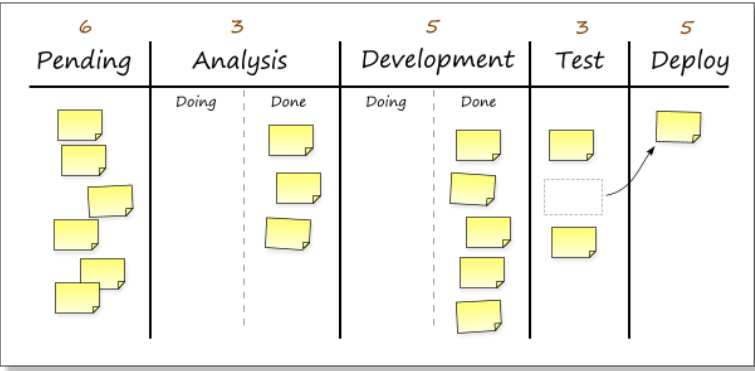 6 3 5 3 5
Pending Analysis Development Test Deploy
Doing Done Doing Done